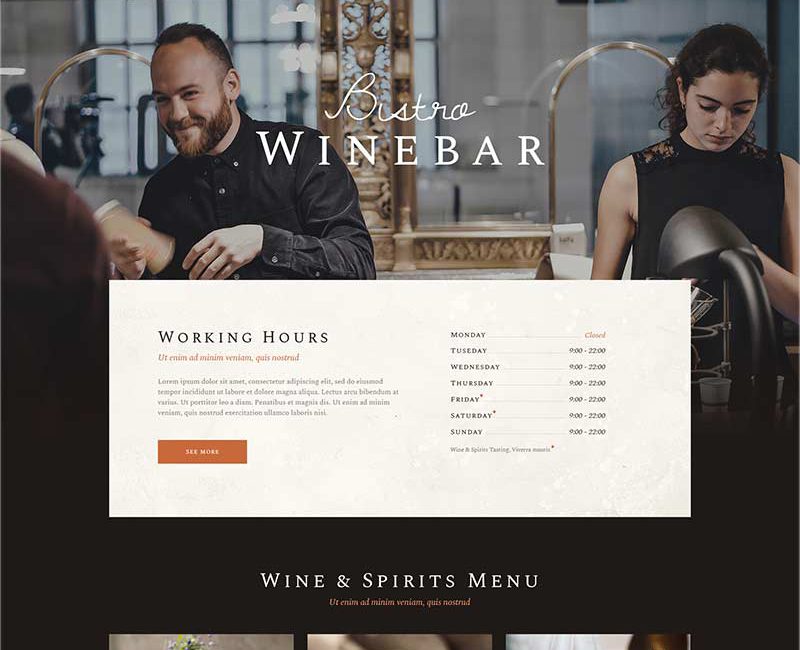 Bistro
WINEBAR
WORKING HOURS
Ut enim ad minim veniam, quis nostrud
Lorem ipsum dolor sit amet, consectetur adipiscing elit, sed do eiusmod
tempor incididunt ut labore et dolore magna aliqua. Lectus arcu bibendum at
varius. Ut porttitor leo a diam. Penatibus et magnis dis. Ut enim ad minim
veniam, quis nostrud exercitation ullamco laboris nisi.
SEE MORE
MONDAY Closed
TUSEDAY 9:00 - 22:00
WEDNESDAY 9:00 - 22:00
THURSDAY 9:00 - 22:00
FRIDAY* 9:00 - 22:00
SATURDAY* 9:00 - 22:00
SUNDAY 9:00 - 22:00
Wine & Spirits Tasting, Viverra mauris*
WINE & SPIRITS MENU
Ut enim ad minim veniam, quis nostrud